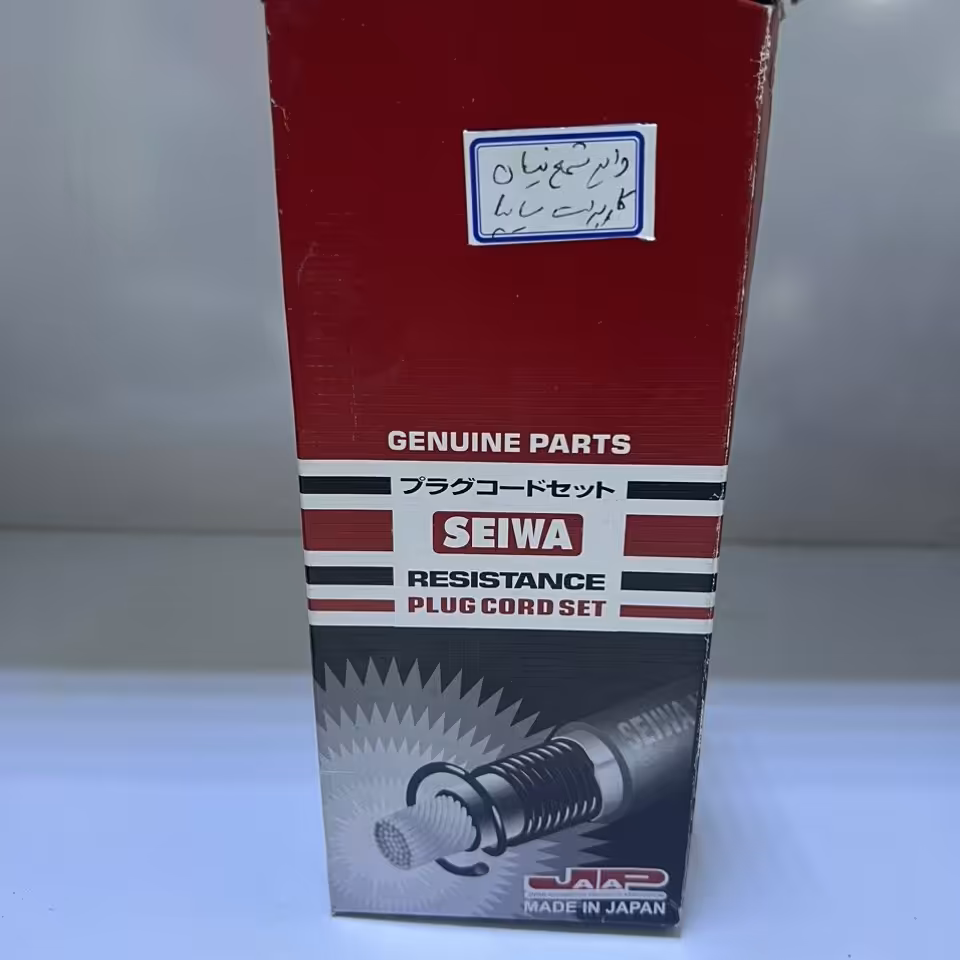 وایر شمع نیسان
کاربرات سایپا
GENUINE PARTS
プラグコードセット
SEIWA
RESISTANCE
PLUG CORD SET
SEIWA
JAAP
MADE IN JAPAN